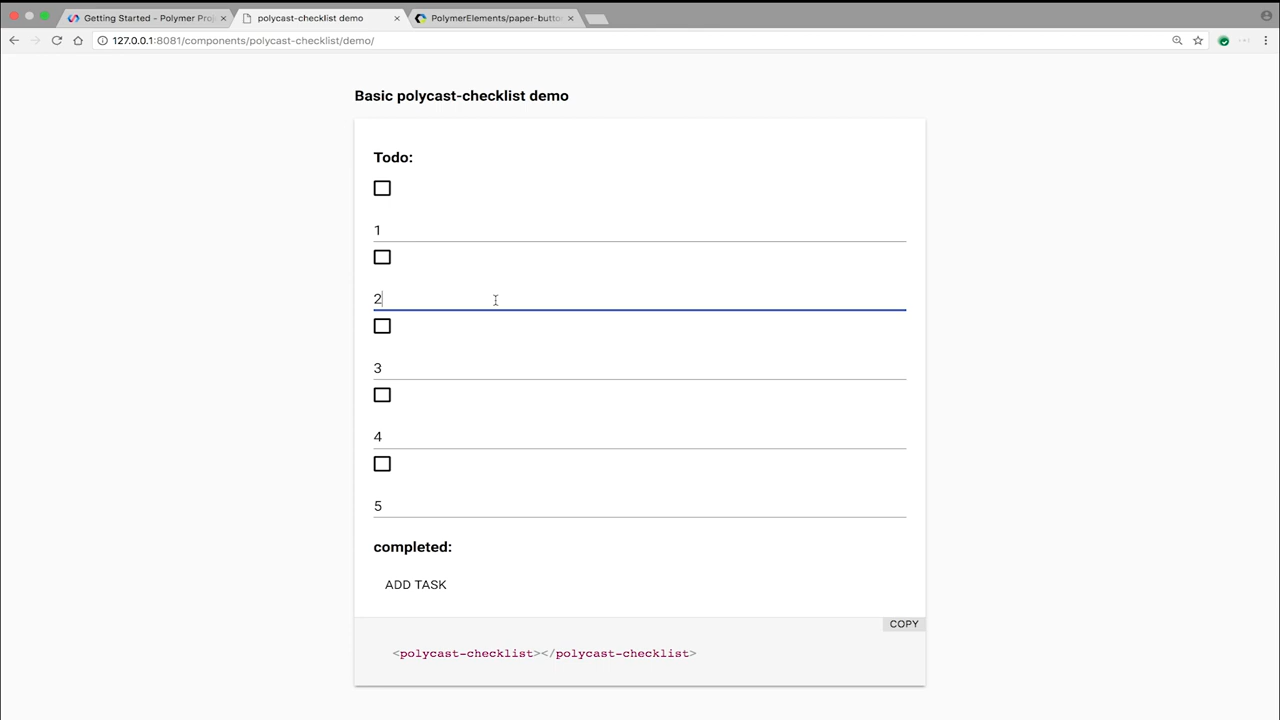 Getting Started - Polymer Proj
polycast-checklist demo
PolymerElements/paper-butto
127.0.0.1:8081/components/polycast-checklist/demo/
Basic polycast-checklist demo
Todo:
1
2
3
4
5
completed:
ADD TASK
COPY
<polycast-checklist></polycast-checklist>